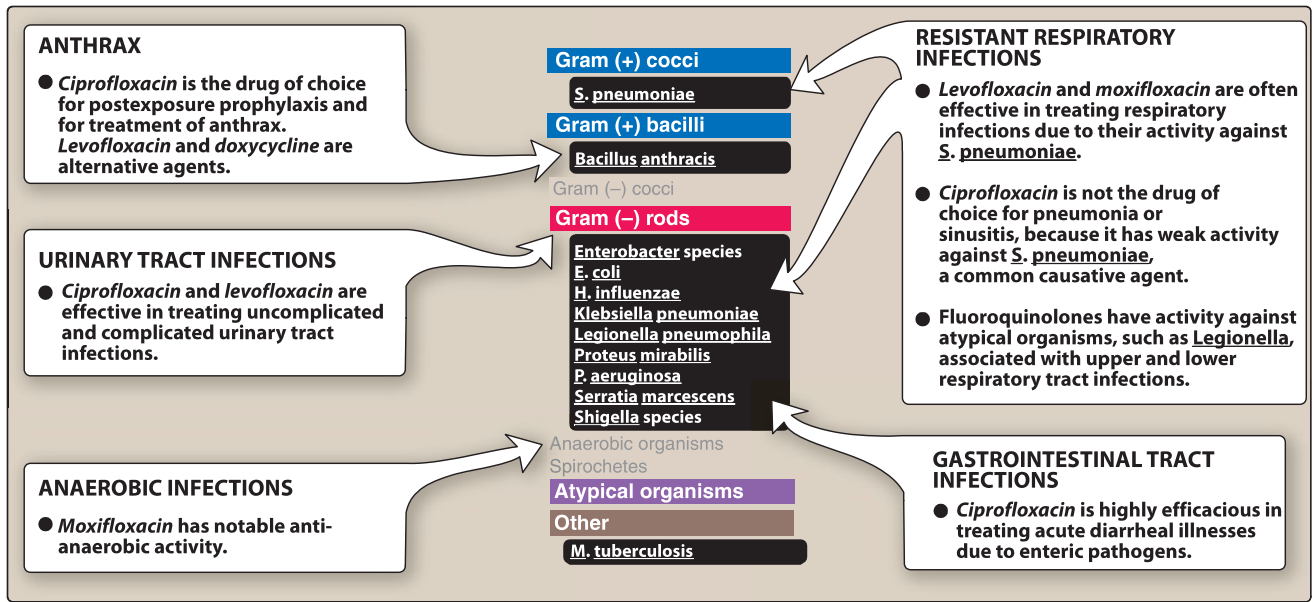 ANTHRAX
● Ciprofloxacin is the drug of choice
for postexposure prophylaxis and
for treatment of anthrax.
Levofloxacin and doxycycline are
alternative agents.
URINARY TRACT INFECTIONS
● Ciprofloxacin and levofloxacin are
effective in treating uncomplicated
and complicated urinary tract
infections.
ANAEROBIC INFECTIONS
● Moxifloxacin has notable anti-
anaerobic activity.
Gram (+) cocci
S. pneumoniae
Gram (+) bacilli
Bacillus anthracis
Gram (–) cocci
Gram (–) rods
Enterobacter species
E. coli
H. influenzae
Klebsiella pneumoniae
Legionella pneumophila
Proteus mirabilis
P. aeruginosa
Serratia marcescens
Shigella species
Anaerobic organisms
Spirochetes
Atypical organisms
Other
M. tuberculosis
RESISTANT RESPIRATORY
INFECTIONS
● Levofloxacin and moxifloxacin are often
effective in treating respiratory
infections due to their activity against
S. pneumoniae.
● Ciprofloxacin is not the drug of
choice for pneumonia or
sinusitis, because it has weak activity
against S. pneumoniae,
a common causative agent.
● Fluoroquinolones have activity against
atypical organisms, such as Legionella,
associated with upper and lower
respiratory tract infections.
GASTROINTESTINAL TRACT
INFECTIONS
● Ciprofloxacin is highly efficacious in
treating acute diarrheal illnesses
due to enteric pathogens.